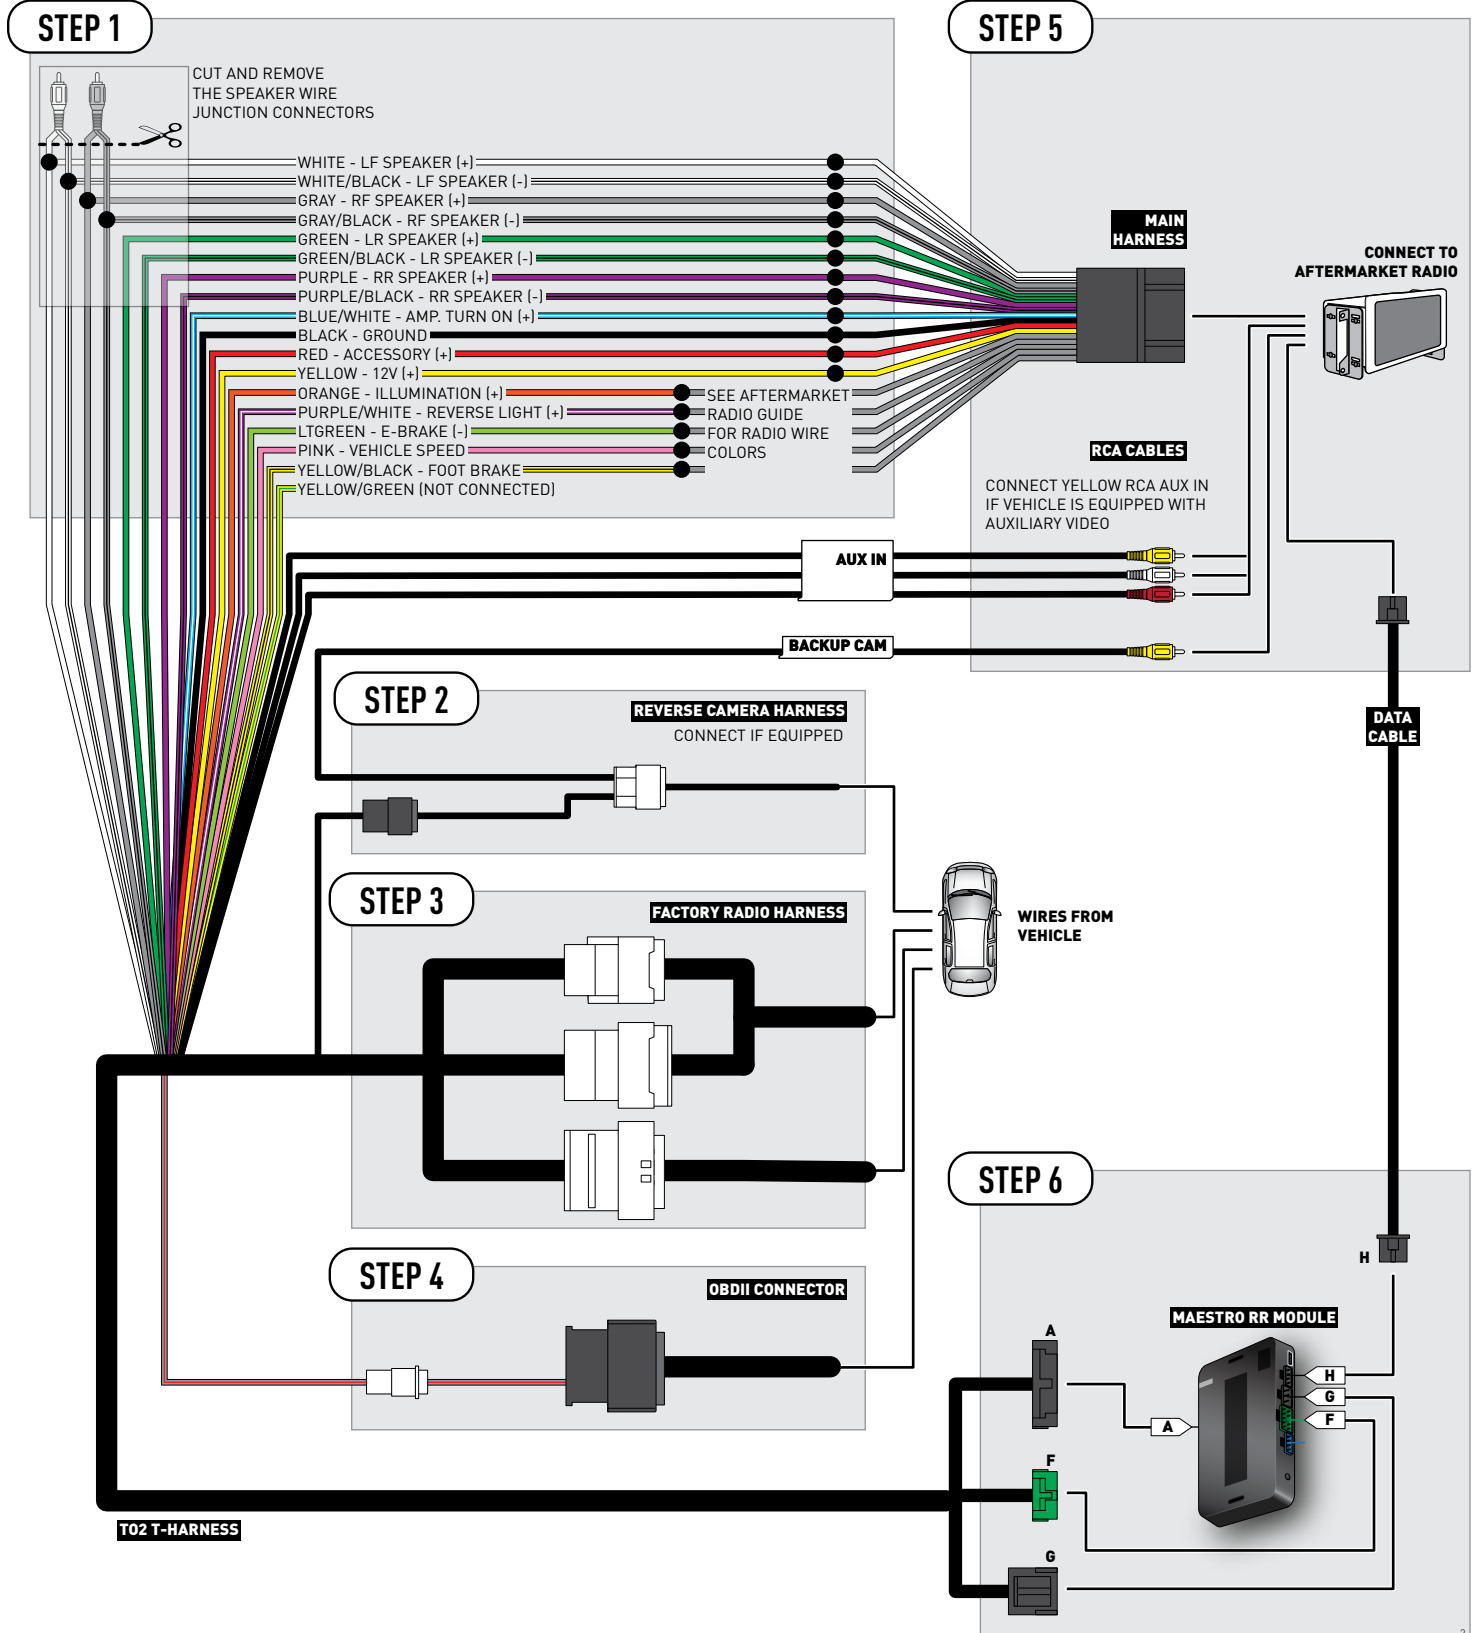 STEP 1
CUT AND REMOVE
THE SPEAKER WIRE
JUNCTION CONNECTORS
WHITE - LF SPEAKER (+)
WHITE/BLACK - LF SPEAKER (-)
GRAY - RF SPEAKER (+)
GRAY/BLACK - RF SPEAKER (-)
GREEN - LR SPEAKER (+)
GREEN/BLACK - LR SPEAKER (-)
PURPLE - RR SPEAKER (+)
PURPLE/BLACK - RR SPEAKER (-)
BLUE/WHITE - AMP. TURN ON (+)
BLACK - GROUND
RED - ACCESSORY (+)
YELLOW - 12V (+)
ORANGE - ILLUMINATION (+)
PURPLE/WHITE - REVERSE LIGHT (+)
LTGREEN - E-BRAKE (-)
PINK - VEHICLE SPEED
YELLOW/BLACK - FOOT BRAKE
YELLOW/GREEN (NOT CONNECTED)
SEE AFTERMARKET
RADIO GUIDE
FOR RADIO WIRE
COLORS
STEP 5
MAIN
HARNESS
CONNECT TO
AFTERMARKET RADIO
RCA CABLES
CONNECT YELLOW RCA AUX IN
IF VEHICLE IS EQUIPPED WITH
AUXILIARY VIDEO
AUX IN
BACKUP CAM
DATA
CABLE
STEP 2
REVERSE CAMERA HARNESS
CONNECT IF EQUIPPED
STEP 3
FACTORY RADIO HARNESS
WIRES FROM
VEHICLE
STEP 4
OBDII CONNECTOR
TO2 T-HARNESS
STEP 6
H
MAESTRO RR MODULE
A
H
G
F
A
F
G
2